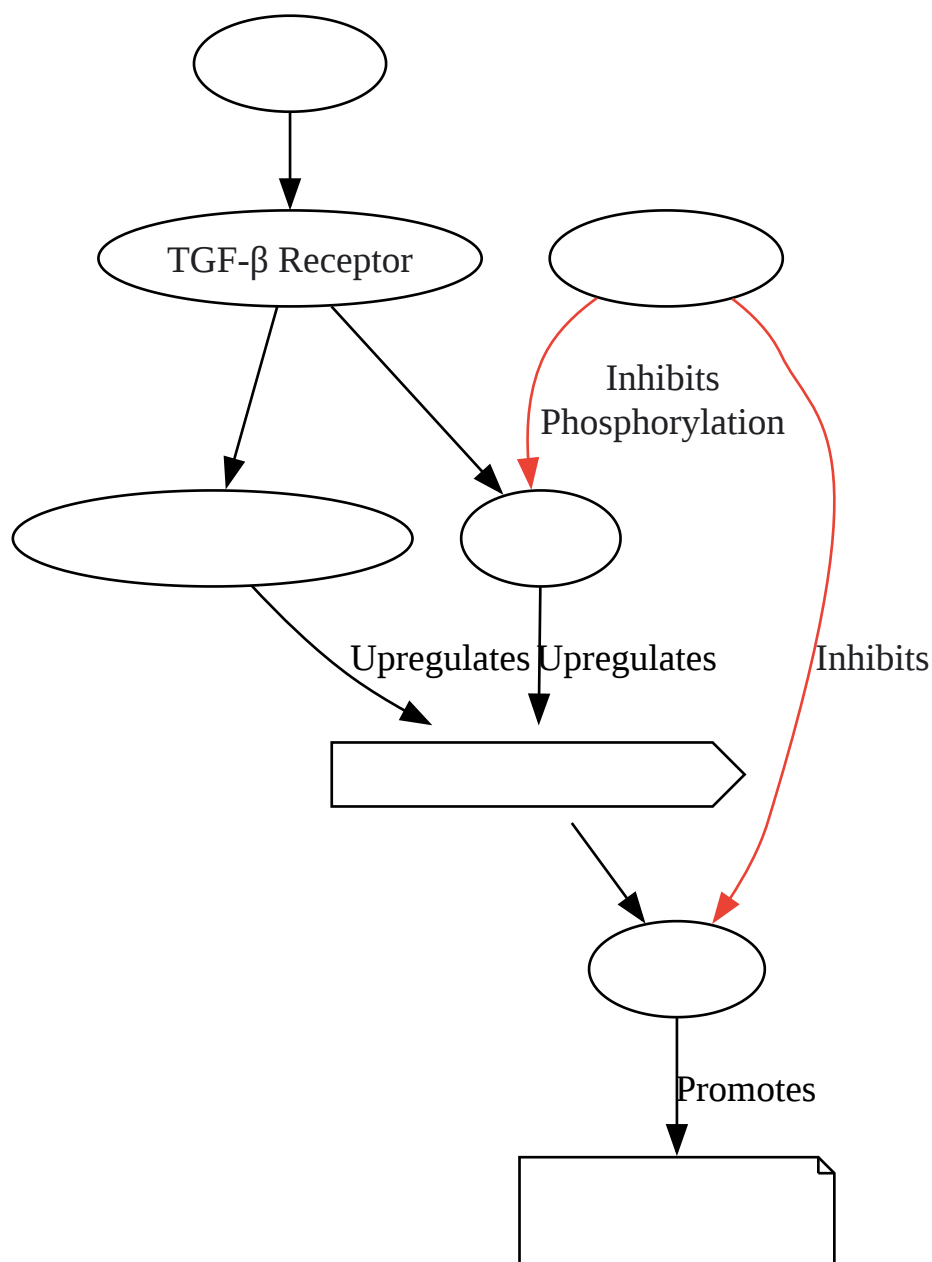 TGF-β Receptor
Inhibits
Phosphorylation
Upregulates
Upregulates
Inhibits
Promotes